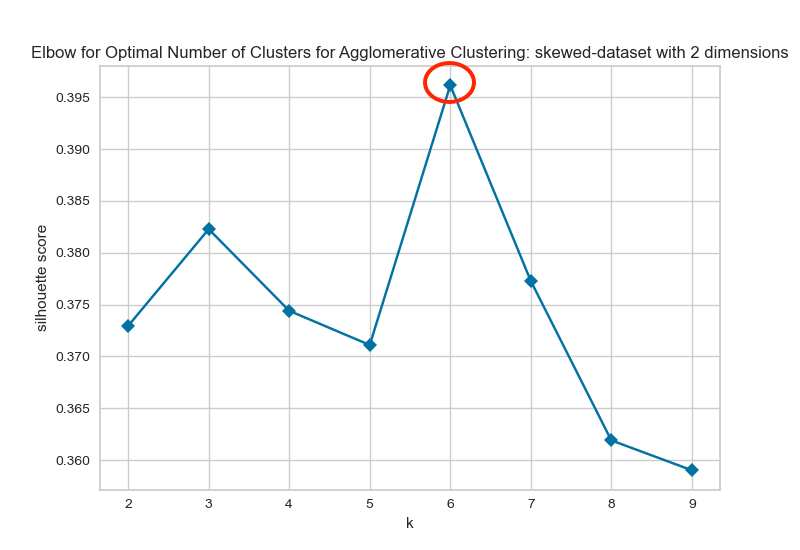 Elbow for Optimal Number of Clusters for Agglomerative Clustering: skewed-dataset with 2 dimensions
silhouette score
0.395
0.390
0.385
0.380
0.375
0.370
0.365
0.360
2 3 4 5 6 7 8 9
k